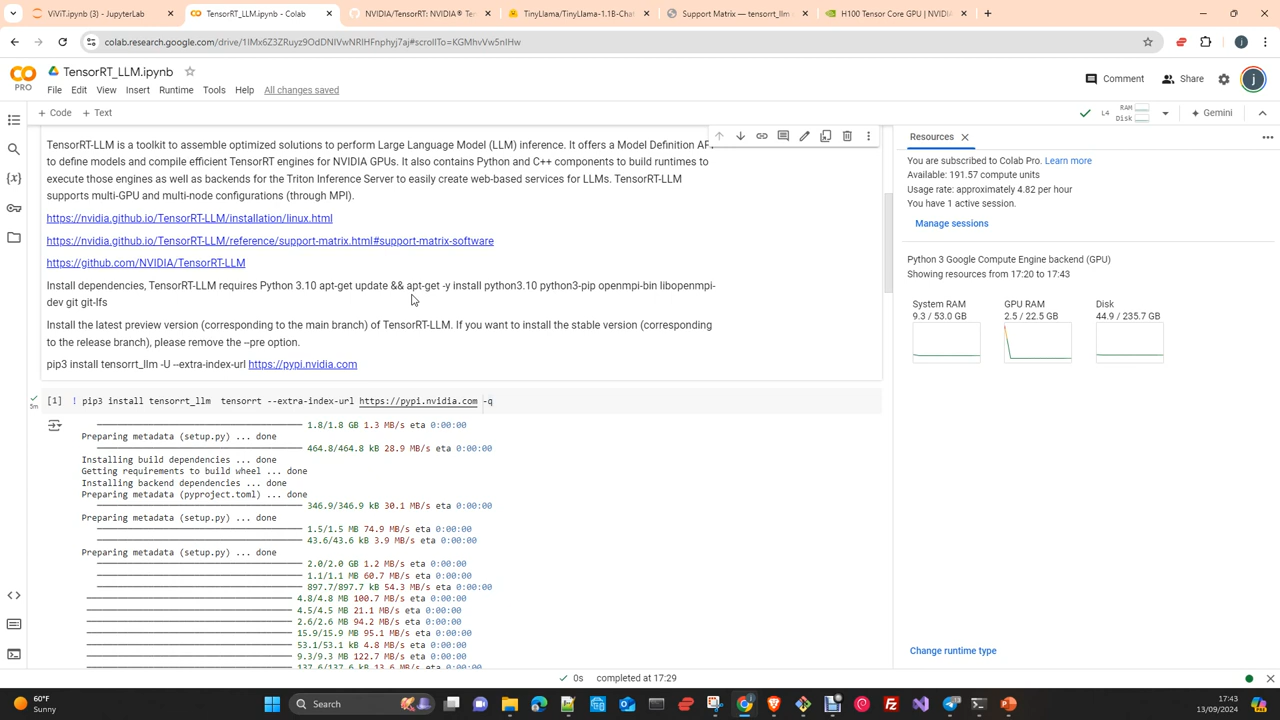 ViViT.ipynb (5) - JupyterLab
TensorRT_LLM.ipynb - Colab
NVIDIA/TensorRT: NVIDIA® Te
TinyLlama/TinyLlama-1.1B-Cha
Support Matrix — tensorrt_llm
H100 Tensor Core GPU | NVIDIA
colab.research.google.com/drive/1IMx6Z3ZRuyz9OdDNIVwNRlHFnphyj7aj#scrollTo=KGMhvVw5nIHw
TensorRT_LLM.ipynb
Comment
Share
PRO
File Edit View Insert Runtime Tools Help All changes saved
+ Code + Text
L4
RAM
Disk
Gemini
TensorRT-LLM is a toolkit to assemble optimized solutions to perform Large Language Model (LLM) inference. It offers a Model Definition AP
to define models and compile efficient TensorRT engines for NVIDIA GPUs. It also contains Python and C++ components to build runtimes to
execute those engines as well as backends for the Triton Inference Server to easily create web-based services for LLMs. TensorRT-LLM
supports multi-GPU and multi-node configurations (through MPI).
https://nvidia.github.io/TensorRT-LLM/installation/linux.html
https://nvidia.github.io/TensorRT-LLM/reference/support-matrix.html#support-matrix-software
https://github.com/NVIDIA/TensorRT-LLM
Install dependencies, TensorRT-LLM requires Python 3.10 apt-get update && apt-get -y install python3.10 python3-pip openmpi-bin libopenmpi-
dev git git-lfs
Install the latest preview version (corresponding to the main branch) of TensorRT-LLM. If you want to install the stable version (corresponding
to the release branch), please remove the --pre option.
pip3 install tensorrt_llm -U --extra-index-url https://pypi.nvidia.com
5m
[1] ! pip3 install tensorrt_llm tensorrt --extra-index-url https://pypi.nvidia.com -q
1.8/1.8 GB 1.3 MB/s eta 0:00:00
Preparing metadata (setup.py) ... done
464.8/464.8 kB 28.9 MB/s eta 0:00:00
Installing build dependencies ... done
Getting requirements to build wheel ... done
Installing backend dependencies ... done
Preparing metadata (pyproject.toml) ... done
346.9/346.9 kB 30.1 MB/s eta 0:00:00
Preparing metadata (setup.py) ... done
1.5/1.5 MB 74.9 MB/s eta 0:00:00
43.6/43.6 kB 3.9 MB/s eta 0:00:00
Preparing metadata (setup.py) ... done
2.0/2.0 GB 1.2 MB/s eta 0:00:00
1.1/1.1 MB 60.7 MB/s eta 0:00:00
897.7/897.7 kB 54.3 MB/s eta 0:00:00
4.8/4.8 MB 100.7 MB/s eta 0:00:00
4.5/4.5 MB 21.1 MB/s eta 0:00:00
2.6/2.6 MB 94.2 MB/s eta 0:00:00
15.9/15.9 MB 95.1 MB/s eta 0:00:00
53.1/53.1 kB 4.8 MB/s eta 0:00:00
9.3/9.3 MB 122.7 MB/s eta 0:00:00
137.6/137.6 kB 13.6 MB/s eta 0:00:00
Resources
You are subscribed to Colab Pro. Learn more
Available: 191.57 compute units
Usage rate: approximately 4.82 per hour
You have 1 active session.
Manage sessions
Python 3 Google Compute Engine backend (GPU)
Showing resources from 17:20 to 17:43
System RAM
9.3 / 53.0 GB
GPU RAM
2.5 / 22.5 GB
Disk
44.9 / 235.7 GB
Change runtime type
0s completed at 17:29
60°F
Sunny
Search
17:43
13/09/2024